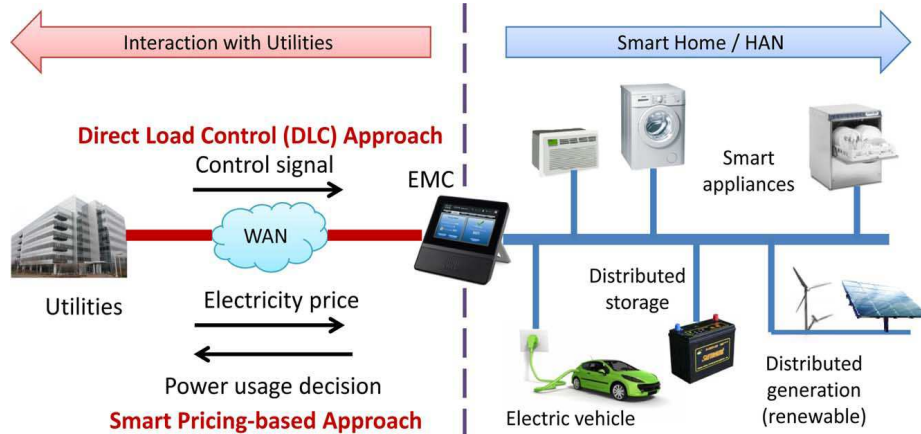 Interaction with Utilities
Smart Home / HAN
Direct Load Control (DLC) Approach
Control signal
EMC
Smart
appliances
WAN
Utilities
Electricity price
Distributed
storage
Power usage decision
Smart Pricing-based Approach
Electric vehicle
Distributed
generation
(renewable)